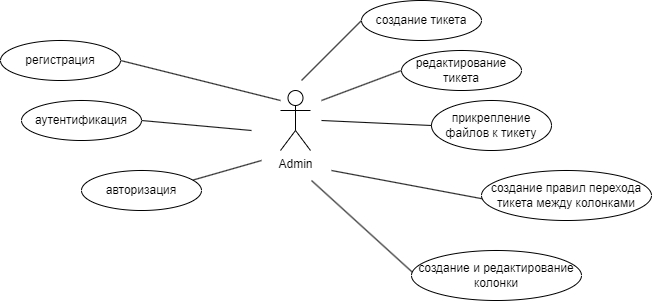 создание тикета
регистрация
редактирование
тикета
аутентификация
прикрепление
файлов к тикету
Admin
авторизация
создание правил перехода
тикета между колонками
создание и редактирование
колонки